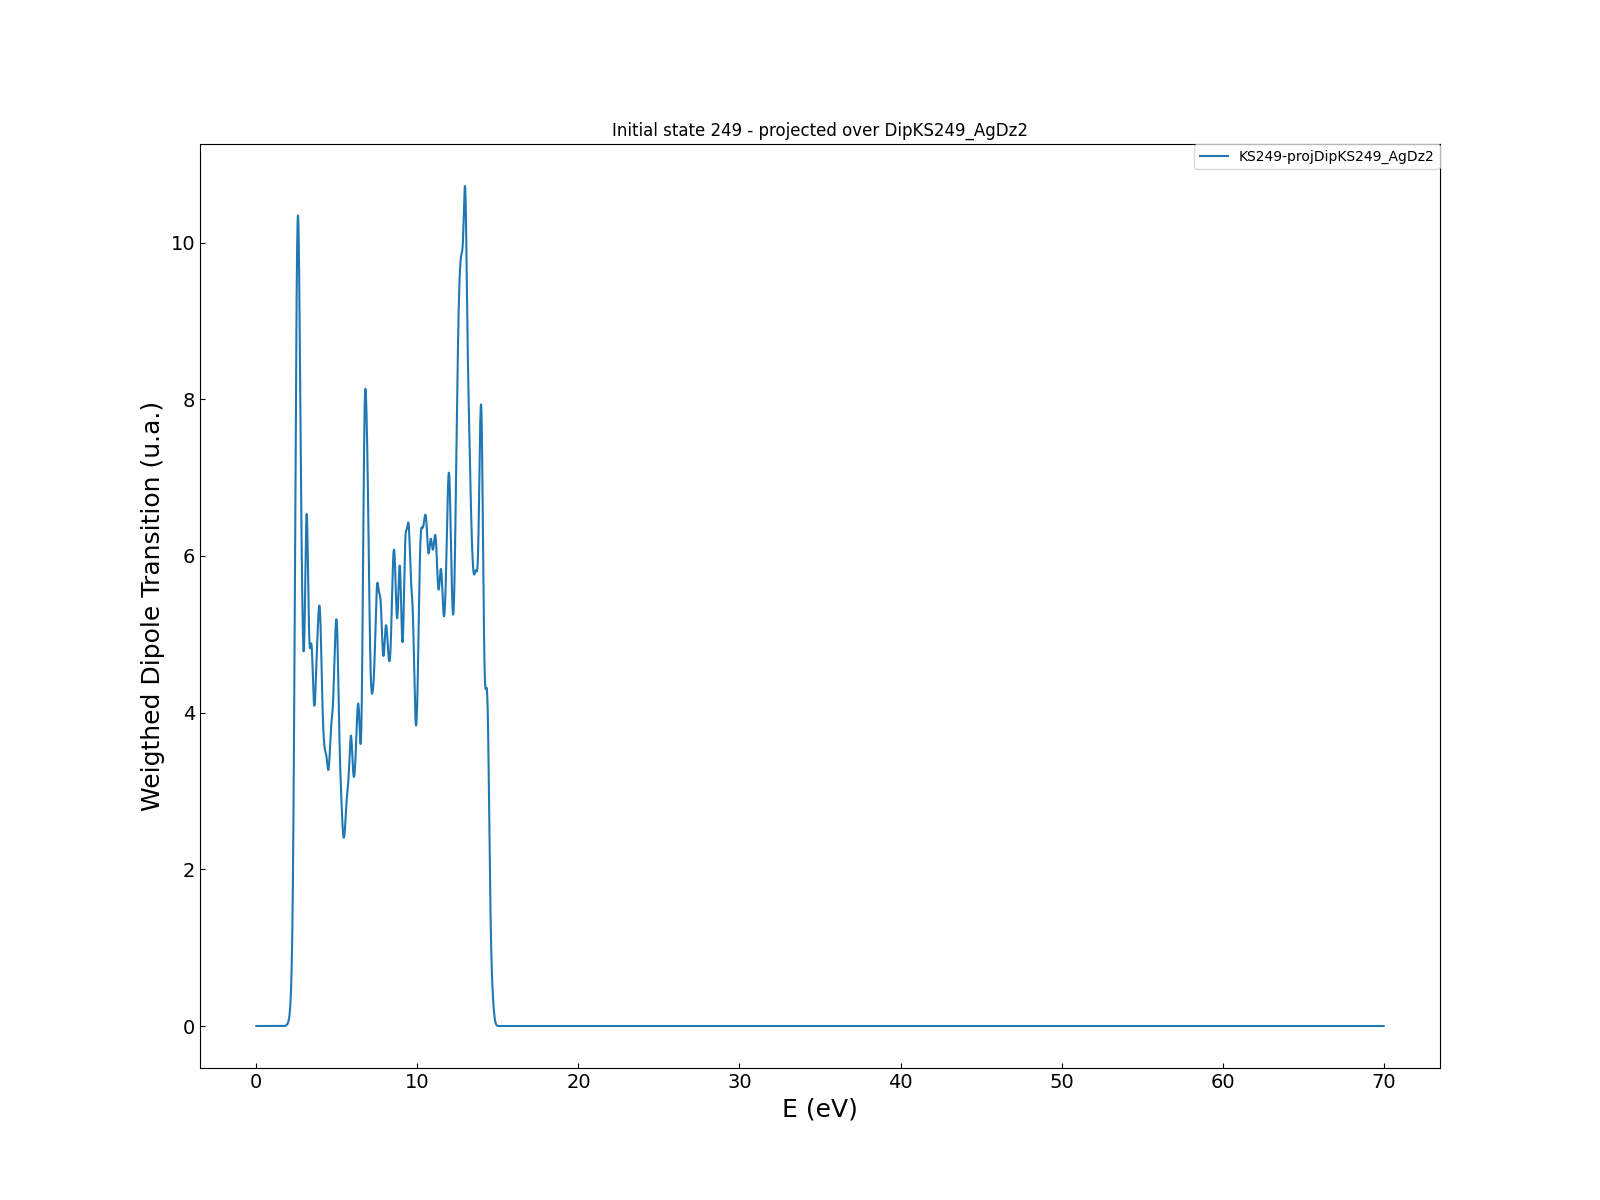 Initial state 249 - projected over DipKS249_AgDz2
KS249-projDipKS249_AgDz2
Weigthed Dipole Transition (u.a.)
10
8
6
4
2
0
0 10 20 30 40 50 60 70
E (eV)